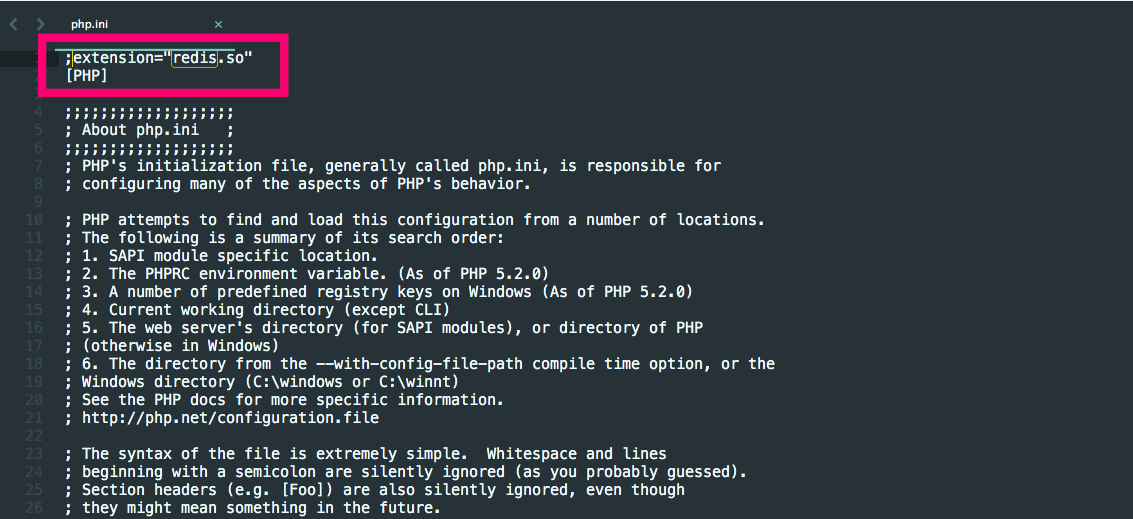 php.ini ×
1 ;extension="redis.so"
2 [PHP]
3
4 ;;;;;;;;;;;;;;;;;;;
5 ; About php.ini   ;
6 ;;;;;;;;;;;;;;;;;;;
7 ; PHP's initialization file, generally called php.ini, is responsible for
8 ; configuring many of the aspects of PHP's behavior.
9
10 ; PHP attempts to find and load this configuration from a number of locations.
11 ; The following is a summary of its search order:
12 ; 1. SAPI module specific location.
13 ; 2. The PHPRC environment variable. (As of PHP 5.2.0)
14 ; 3. A number of predefined registry keys on Windows (As of PHP 5.2.0)
15 ; 4. Current working directory (except CLI)
16 ; 5. The web server's directory (for SAPI modules), or directory of PHP
17 ; (otherwise in Windows)
18 ; 6. The directory from the --with-config-file-path compile time option, or the
19 ; Windows directory (C:\windows or C:\winnt)
20 ; See the PHP docs for more specific information.
21 ; http://php.net/configuration.file
22
23 ; The syntax of the file is extremely simple.  Whitespace and lines
24 ; beginning with a semicolon are silently ignored (as you probably guessed).
25 ; Section headers (e.g. [Foo]) are also silently ignored, even though
26 ; they might mean something in the future.